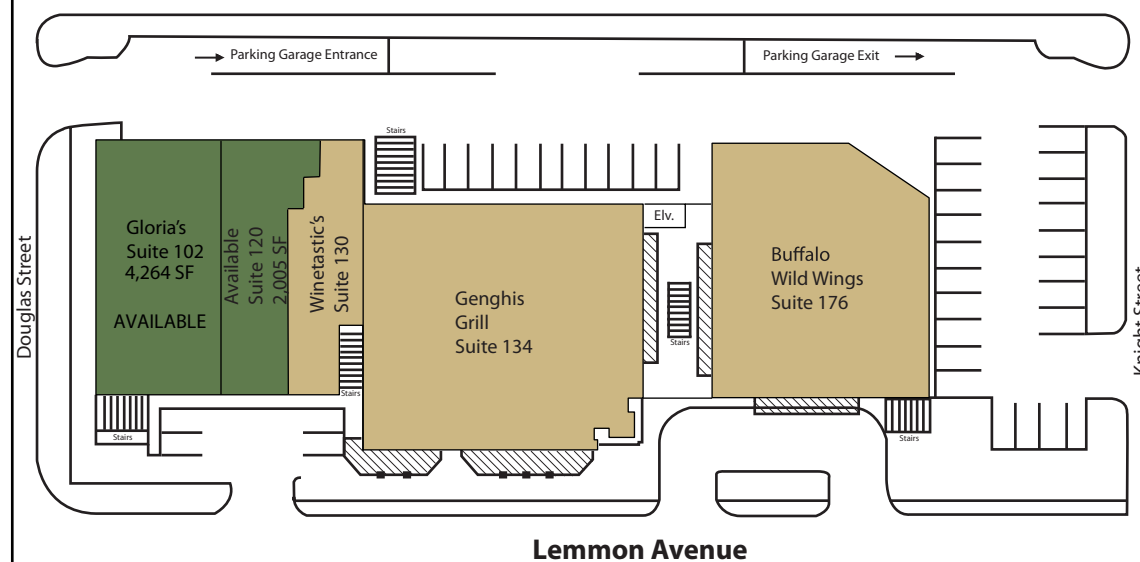 Parking Garage Entrance
Parking Garage Exit
Stairs
Gloria's
Suite 102
4,264 SF
AVAILABLE
Available
Suite 120
2,005 SF
Winetastic's
Suite 130
Genghis
Grill
Suite 134
Elv.
Stairs
Buffalo
Wild Wings
Suite 176
Douglas Street
Knight Street
Stairs
Stairs
Stairs
Lemmon Avenue